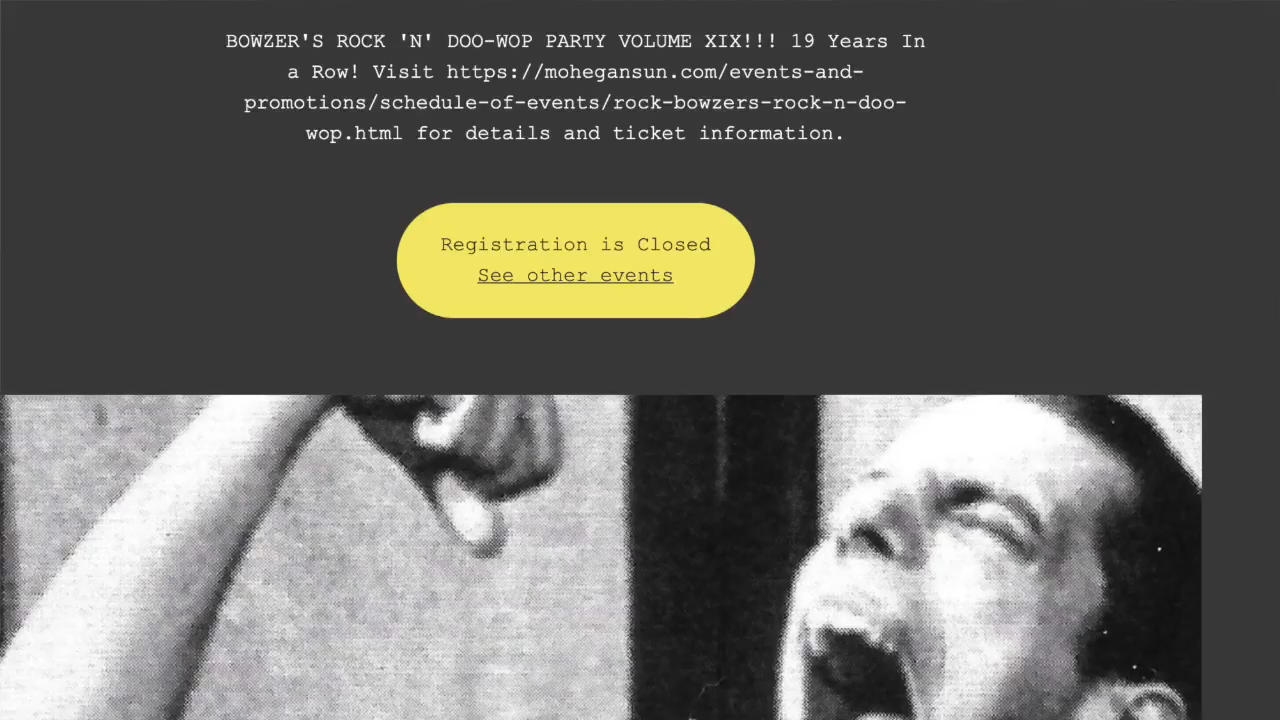 BOWZER'S ROCK 'N' DOO-WOP PARTY VOLUME XIX!!! 19 Years In
a Row! Visit https://mohegansun.com/events-and-
promotions/schedule-of-events/rock-bowzers-rock-n-doo-
wop.html for details and ticket information.
Registration is Closed
See other events